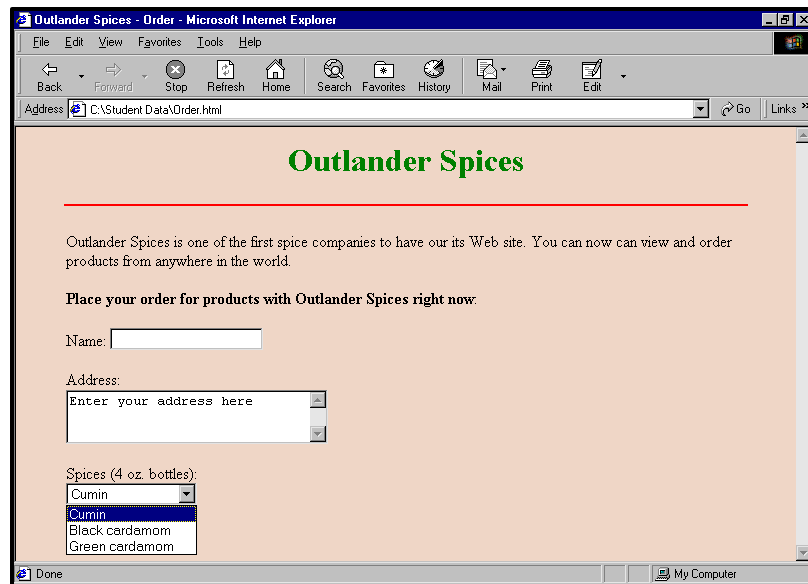 Outlander Spices - Order - Microsoft Internet Explorer
File Edit View Favorites Tools Help
Back Forward Stop Refresh Home Search Favorites History Mail Print Edit
Address C:\Student Data\Order.html Go Links »
Outlander Spices
Outlander Spices is one of the first spice companies to have our its Web site. You can now can view and order
products from anywhere in the world.
Place your order for products with Outlander Spices right now:
Name:
Address:
Enter your address here
Spices (4 oz. bottles):
Cumin
Cumin
Black cardamom
Green cardamom
Done My Computer